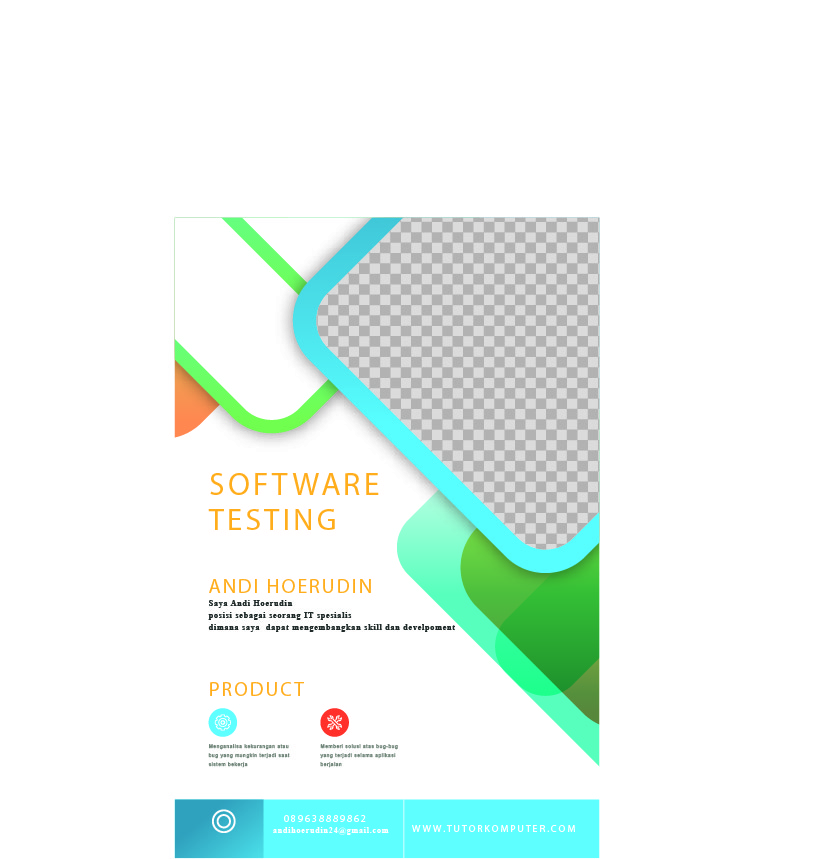 SOFTWARE
TESTING
ANDI HOERUDIN
Saya Andi Hoerudin
posisi sebagai seorang IT spesialis
dimana saya dapat mengembangkan skill dan develpoment
PRODUCT
Menganalisa kekurangan atau
bug yang mungkin terjadi saat
sistem bekerja
Memberi solusi atas bug-bug
yang terjadi selama aplikasi
berjalan
089638889862
andihoerudin24@gmail.com
WWW.TUTORKOMPUTER.COM